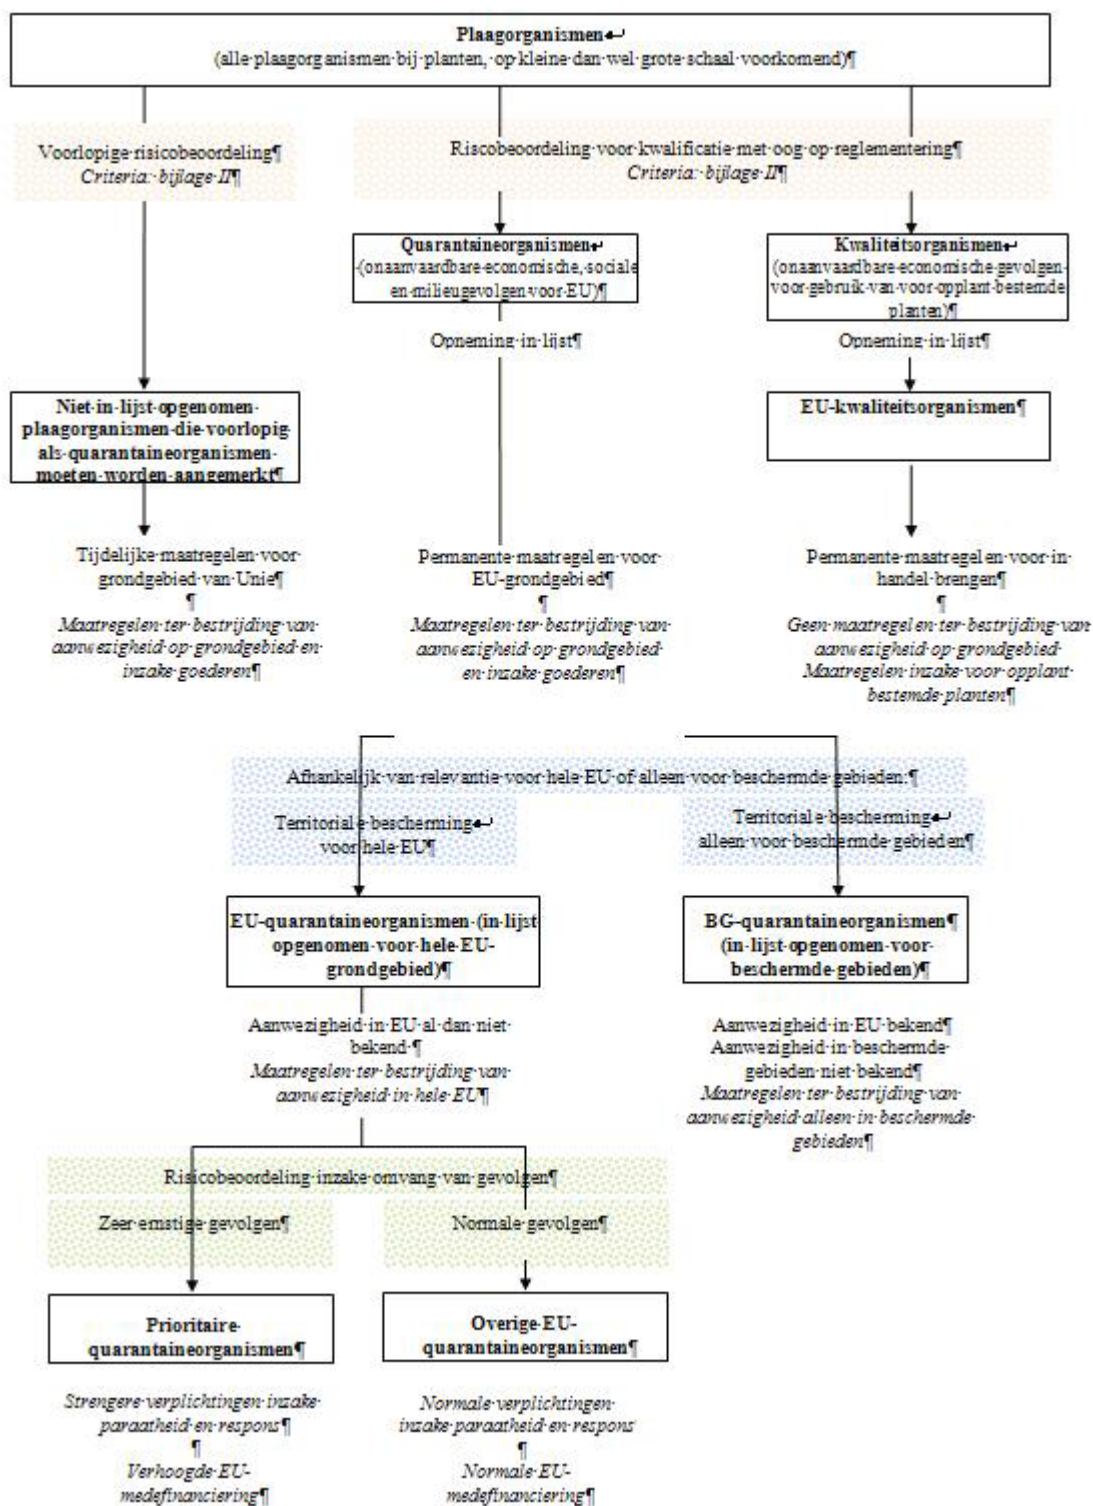 Plaagorganismen↵
(alle·plaagorganismen·bij·planten,·op·kleine·dan·wel·grote·schaal·voorkomend)¶
Voorlopige·risicobeoordeling¶
Criteria:·bijlage·II¶
Riscobeoordeling·voor·kwalificatie·met·oog·op·reglementering¶
Criteria:·bijlage·II¶
Quarantaineorganismen↵
·(onaanvaardbare·economische,·sociale
en·milieugevolgen·voor·EU)¶
Opneming·in·lijst¶
Kwaliteitsorganismen↵
(onaanvaardbare·economische·gevolgen·
voor·gebruik·van·voor·opplant·bestemde
planten)¶
Opneming·in·lijst¶
Niet·in·lijst·opgenomen·
plaagorganismen·die·voorlopig·
als·quarantaineorganismen·
moeten·worden·aangemerkt¶
EU-kwaliteitsorganismen¶
Tijdelijke·maatregelen·voor·
grondgebied·van·Unie¶
¶
Maatregelen·ter·bestrijding·van·
aanwezigheid·op·grondgebied·en·
inzake·goederen¶
Permanente·maatregelen·voor·
EU-grondgebied¶
¶
Maatregelen·ter·bestrijding·van·
aanwezigheid·op·grondgebied·
en·inzake·goederen¶
Permanente·maatregelen·voor·in·
handel·brengen¶
¶
Geen·maatregelen·ter·bestrijding·van·
aanwezigheid·op·grondgebied·
Maatregelen·inzake·voor·opplant·
bestemde·planten¶
Afhankelijk·van·relevantie·voor·hele·EU·of·alleen·voor·beschermde·gebieden:¶
Territoriale·bescherming↵
voor·hele·EU¶
Territoriale·bescherming↵
alleen·voor·beschermde·gebieden¶
EU-quarantaineorganismen·(in·lijst·
opgenomen·voor·hele·EU-
grondgebied)¶
BG-quarantaineorganismen¶
(in·lijst·opgenomen·voor·
beschermde·gebieden)¶
Aanwezigheid·in·EU·al·dan·niet·
bekend·¶
Maatregelen·ter·bestrijding·van·
aanwezigheid·in·hele·EU¶
Aanwezigheid·in·EU·bekend¶
Aanwezigheid·in·beschermde·
gebieden·niet·bekend¶
Maatregelen·ter·bestrijding·van·
aanwezigheid·alleen·in·beschermde·
gebieden¶
Risicobeoordeling·inzake·omvang·van·gevolgen¶
Zeer·ernstige·gevolgen¶
Normale·gevolgen¶
Prioritaire·
quarantaineorganismen¶
Overige·EU-
quarantaineorganismen¶
Strengere·verplichtingen·inzake·
paraatheid·en·respons¶
¶
Verhoogde·EU-
medefinanciering¶
Normale·verplichtingen·
inzake·paraatheid·en·respons
¶
Normale·EU-
medefinanciering¶